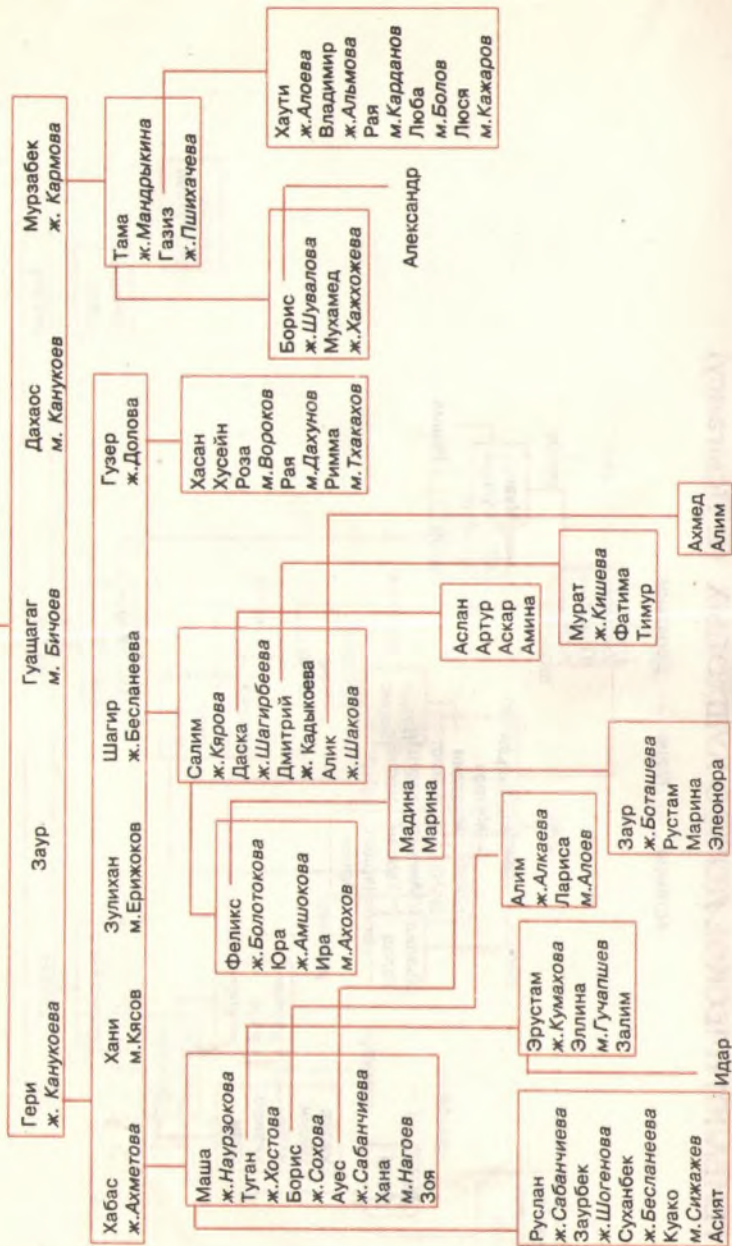 Гери
ж. Канукоева
Заур
Гуащагаг
м. Бичоев
Дахаос
м. Канукоев
Мурзабек
ж. Кармова
Хабас
ж.Ахметова
Хани
м.Кясов
Зулихан
м.Ерижоков
Шагир
ж.Бесланеева
Гузер
ж.Долова
Тама
ж.Мандрыкина
Газиз
ж.Пшихачева
Маша
ж.Наурзокова
Туган
ж.Хостова
Борис
ж.Сохова
Ауес
ж.Сабанчиева
Хана
м.Нагоев
Зоя
Салим
ж.Кярова
Даска
ж.Шагирбеева
Дмитрий
ж. Кадыкоева
Алик
ж.Шакова
Хасан
Хусейн
Роза
м.Вороков
Рая
м.Дахунов
Римма
м.Тхакахов
Борис
ж.Шувалова
Мухамед
ж.Хажхожева
Хаути
ж.Алоева
Владимир
ж.Альмова
Рая
м.Карданов
Люба
м.Болов
Люся
м.Кажаров
Феликс
ж.Болотокова
Юра
ж.Амшокова
Ира
м.Ахохов
Александр
Мадина
Марина
Аслан
Артур
Аскар
Амина
Мурат
ж.Кишева
Фатима
Тимур
Ахмед
Алим
Руслан
ж.Сабанчиева
Заурбек
ж.Шогенова
Суханбек
ж.Бесланеева
Куако
м.Сижажев
Асият
Эрустам
ж.Кумахова
Эллина
м.Гучапшев
Залим
Алим
ж.Алкаева
Лариса
м.Алоев
Заур
ж.Боташева
Рустам
Марина
Элеонора
Идар